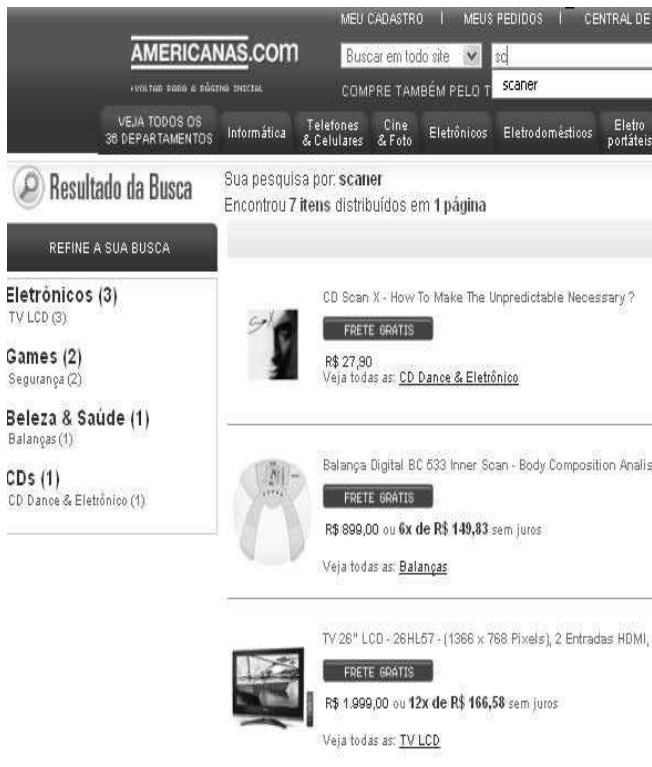 MEU CADASTRO | MEUS PEDIDOS | CENTRAL DE
AMERICANAS.com
Buscar em todo site
sc
› VOLTAR PARA A PÁGINA INICIAL
COMPRE TAMBÉM PELO T
scaner
VEJA TODOS OS
36 DEPARTAMENTOS
Informática
Telefones
& Celulares
Cine
& Foto
Eletrônicos
Eletrodomésticos
Eletro
portáteis
Resultado da Busca
Sua pesquisa por: scaner
Encontrou 7 itens distribuídos em 1 página
REFINE A SUA BUSCA
Eletrônicos (3)
TV LCD (3)
Games (2)
Segurança (2)
Beleza & Saúde (1)
Balanças (1)
CDs (1)
CD Dance & Eletrônico (1)
CD Scan X - How To Make The Unpredictable Necessary ?
FRETE GRÁTIS
R$ 27,90
Veja todas as: CD Dance & Eletrônico
Balança Digital BC 533 Inner Scan - Body Composition Analis
FRETE GRÁTIS
R$ 899,00 ou 6x de R$ 149,83 sem juros
Veja todas as: Balanças
TV 26" LCD - 26HL57 - (1366 x 768 Pixels), 2 Entradas HDMI,
FRETE GRÁTIS
R$ 1.999,00 ou 12x de R$ 166,58 sem juros
Veja todas as: TV LCD